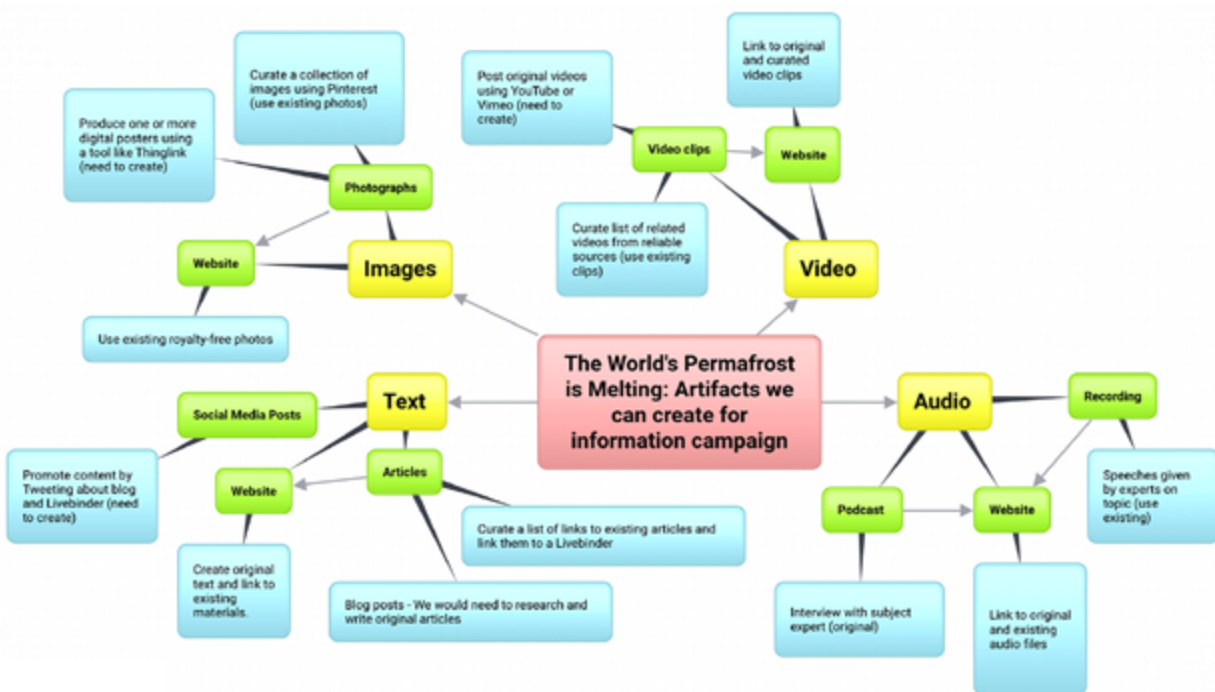 Curate a collection of
images using Pinterest
(use existing photos)
Produce one or more
digital posters using
a tool like Thinglink
(need to create)
Photographs
Website
Images
Use existing royalty-free photos
Post original videos
using YouTube or
Vimeo (need to
create)
Link to original
and curated
video clips
Video clips
Website
Curate list of related
videos from reliable
sources (use existing
clips)
Video
The World's Permafrost
is Melting: Artifacts we
can create for
information campaign
Text
Social Media Posts
Promote content by
Tweeting about blog
and Livebinder (need
to create)
Website
Articles
Create original
text and link to
existing
materials.
Curate a list of links to existing articles and
link them to a Livebinder
Blog posts - We would need to research and
write original articles
Audio
Recording
Speeches given
by experts on
topic (use
existing)
Podcast
Website
Interview with subject
expert (original)
Link to original
and existing
audio files